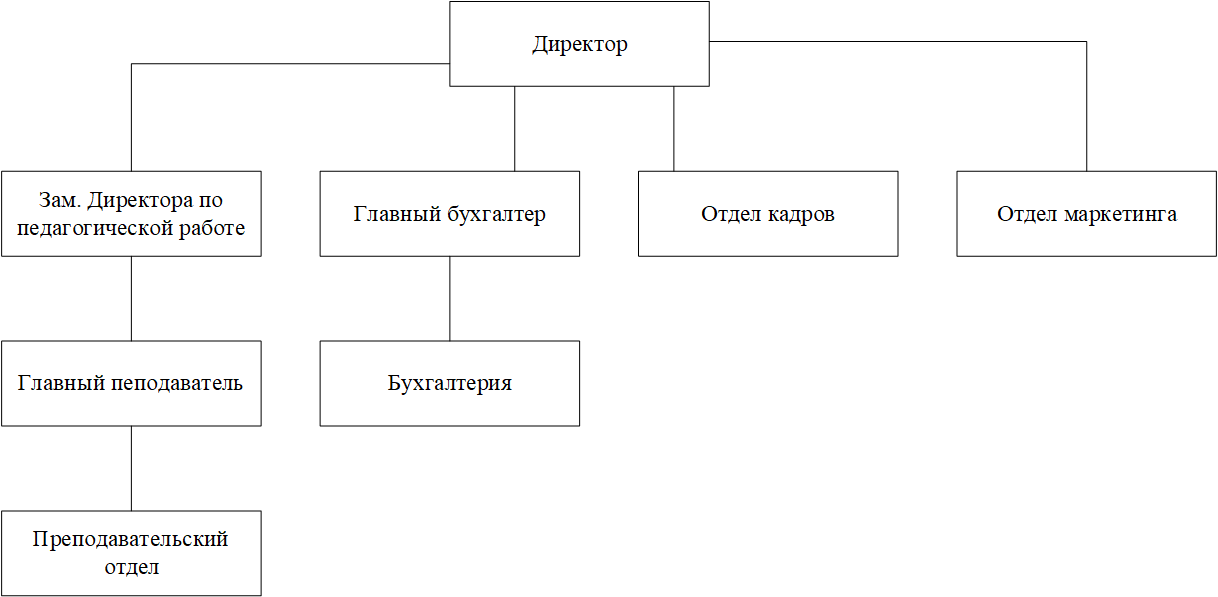 Директор
Зам. Директора по
педагогической работе
Главный бухгалтер
Отдел кадров
Отдел маркетинга
Главный пеподаватель
Бухгалтерия
Преподавательский
отдел